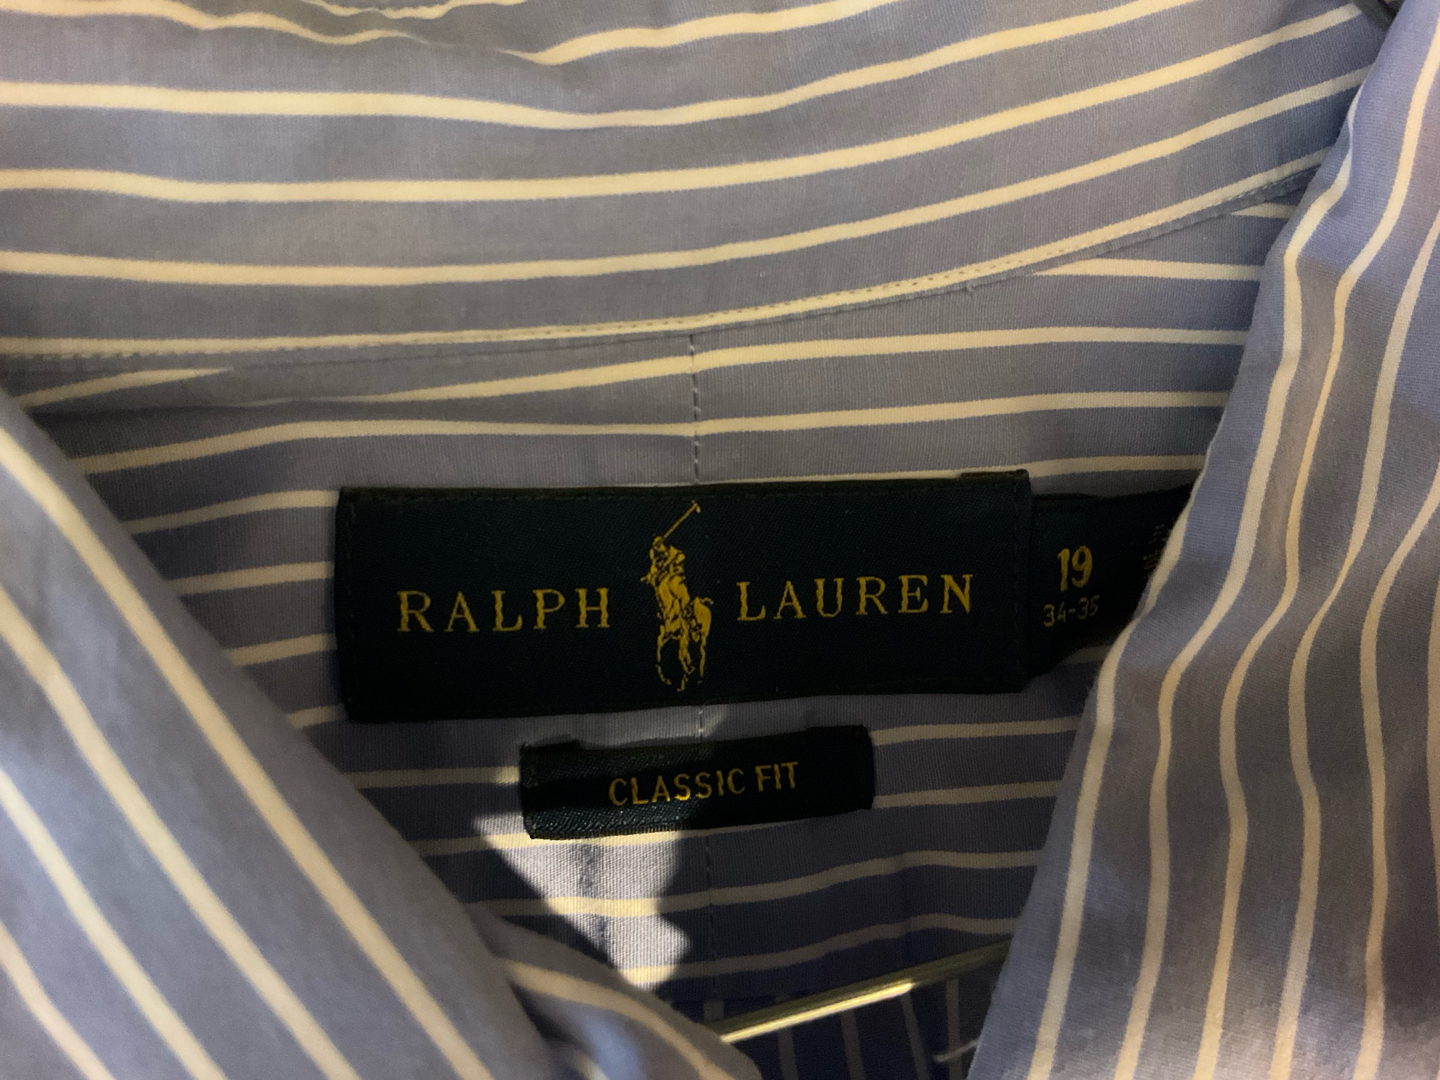 RALPH LAUREN
19
34-35
CLASSIC FIT